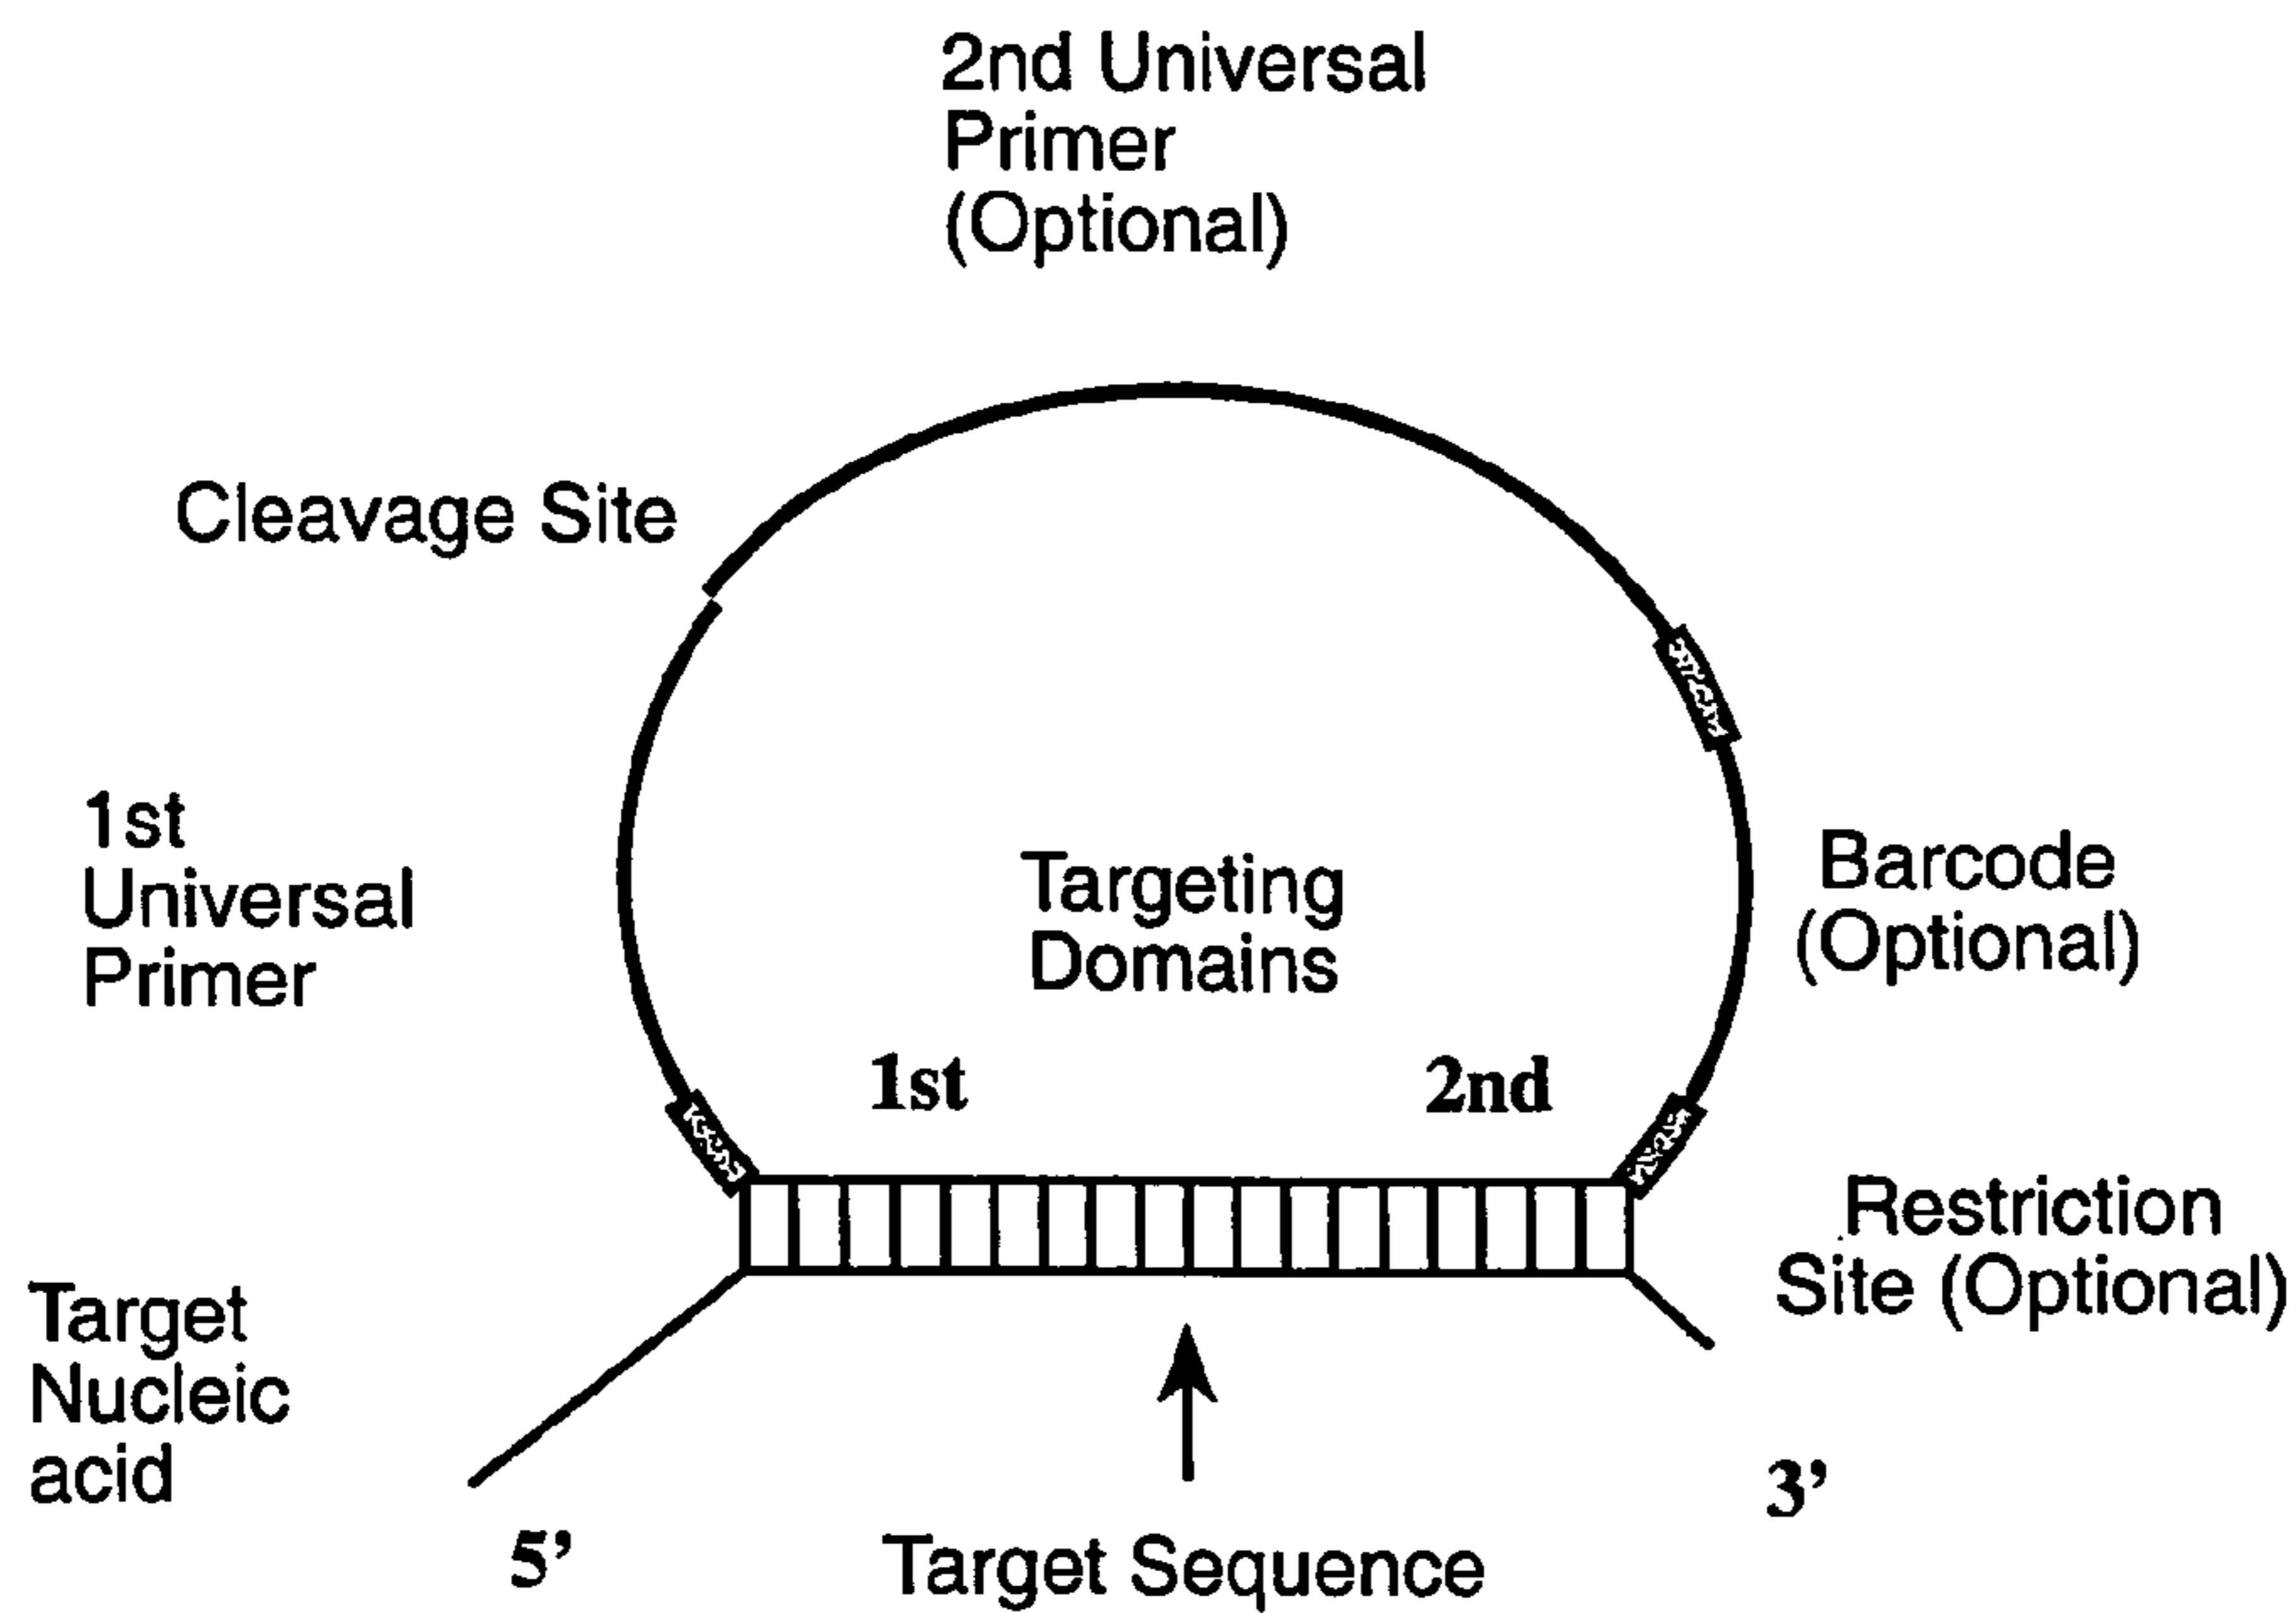 2nd Universal
Primer
(Optional)
Cleavage Site
1st
Universal
Primer
Targeting
Domains
Barcode
(Optional)
1st
2nd
Restriction
Site (Optional)
Target
Nucleic
acid
3’
5’
Target Sequence